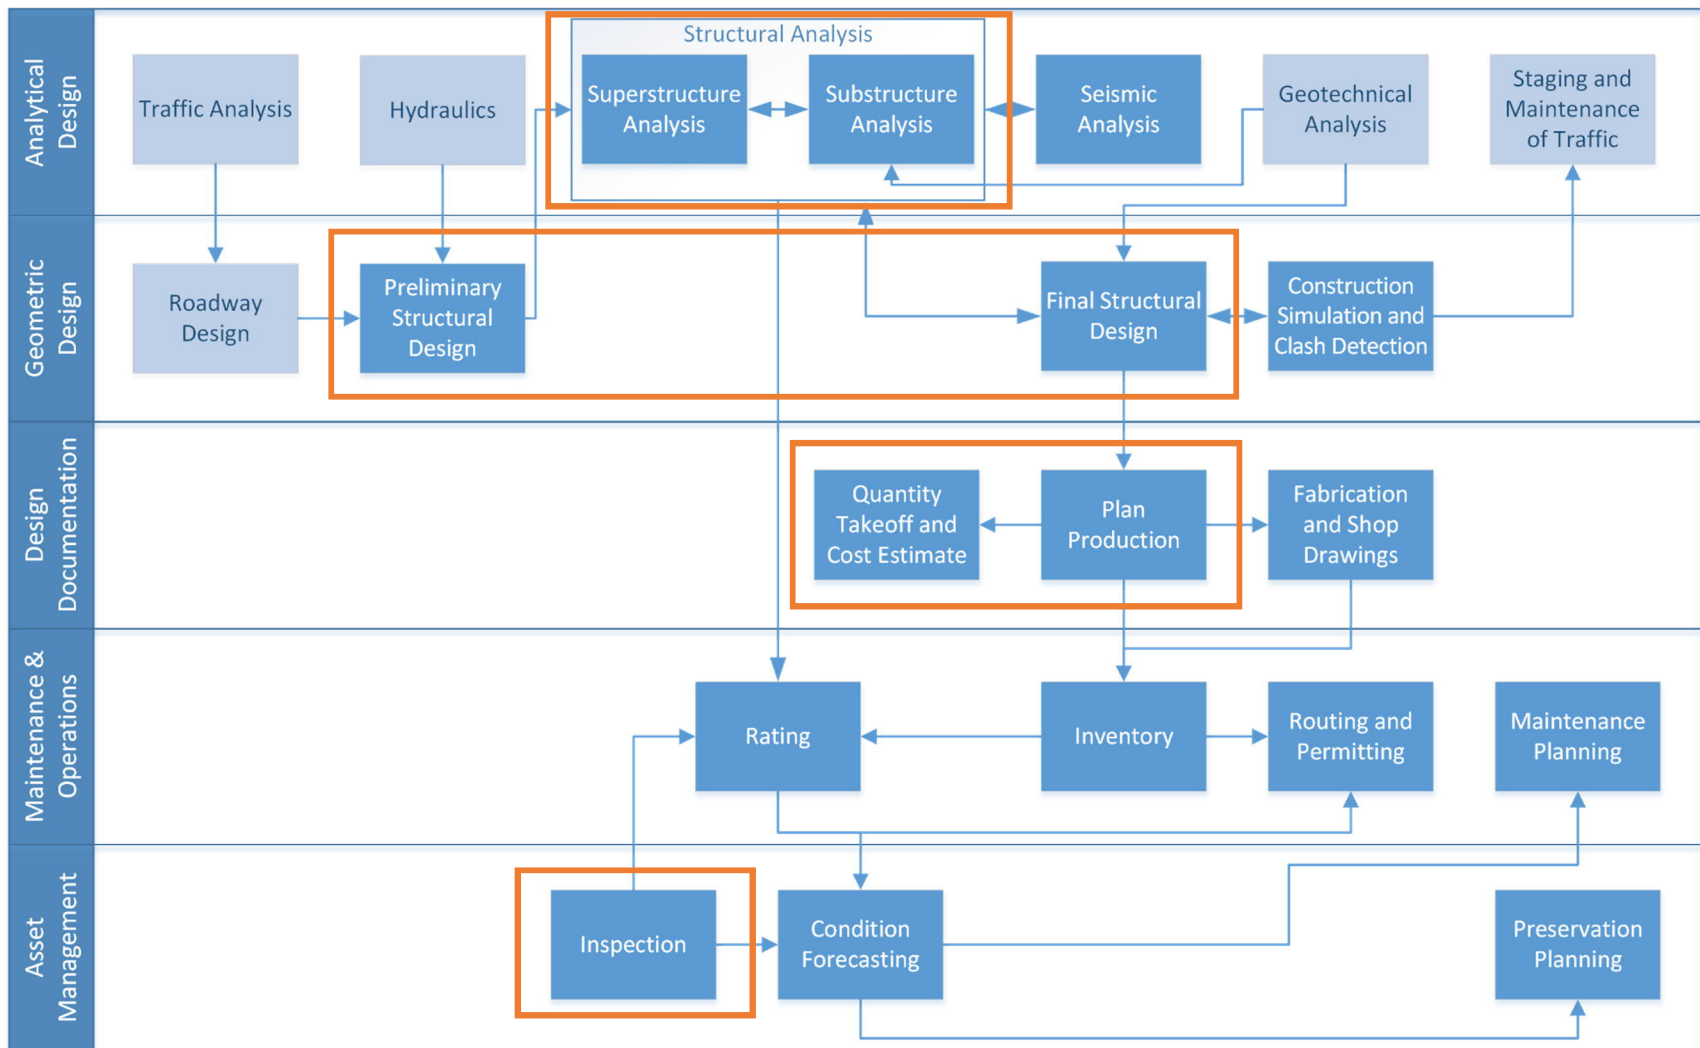 Analytical
Design
Structural Analysis
Traffic Analysis
Hydraulics
Superstructure
Analysis
Substructure
Analysis
Seismic
Analysis
Geotechnical
Analysis
Staging and
Maintenance
of Traffic
Geometric
Design
Roadway
Design
Preliminary
Structural
Design
Final Structural
Design
Construction
Simulation and
Clash Detection
Design
Documentation
Quantity
Takeoff and
Cost Estimate
Plan
Production
Fabrication
and Shop
Drawings
Maintenance &
Operations
Rating
Inventory
Routing and
Permitting
Maintenance
Planning
Asset
Management
Inspection
Condition
Forecasting
Preservation
Planning